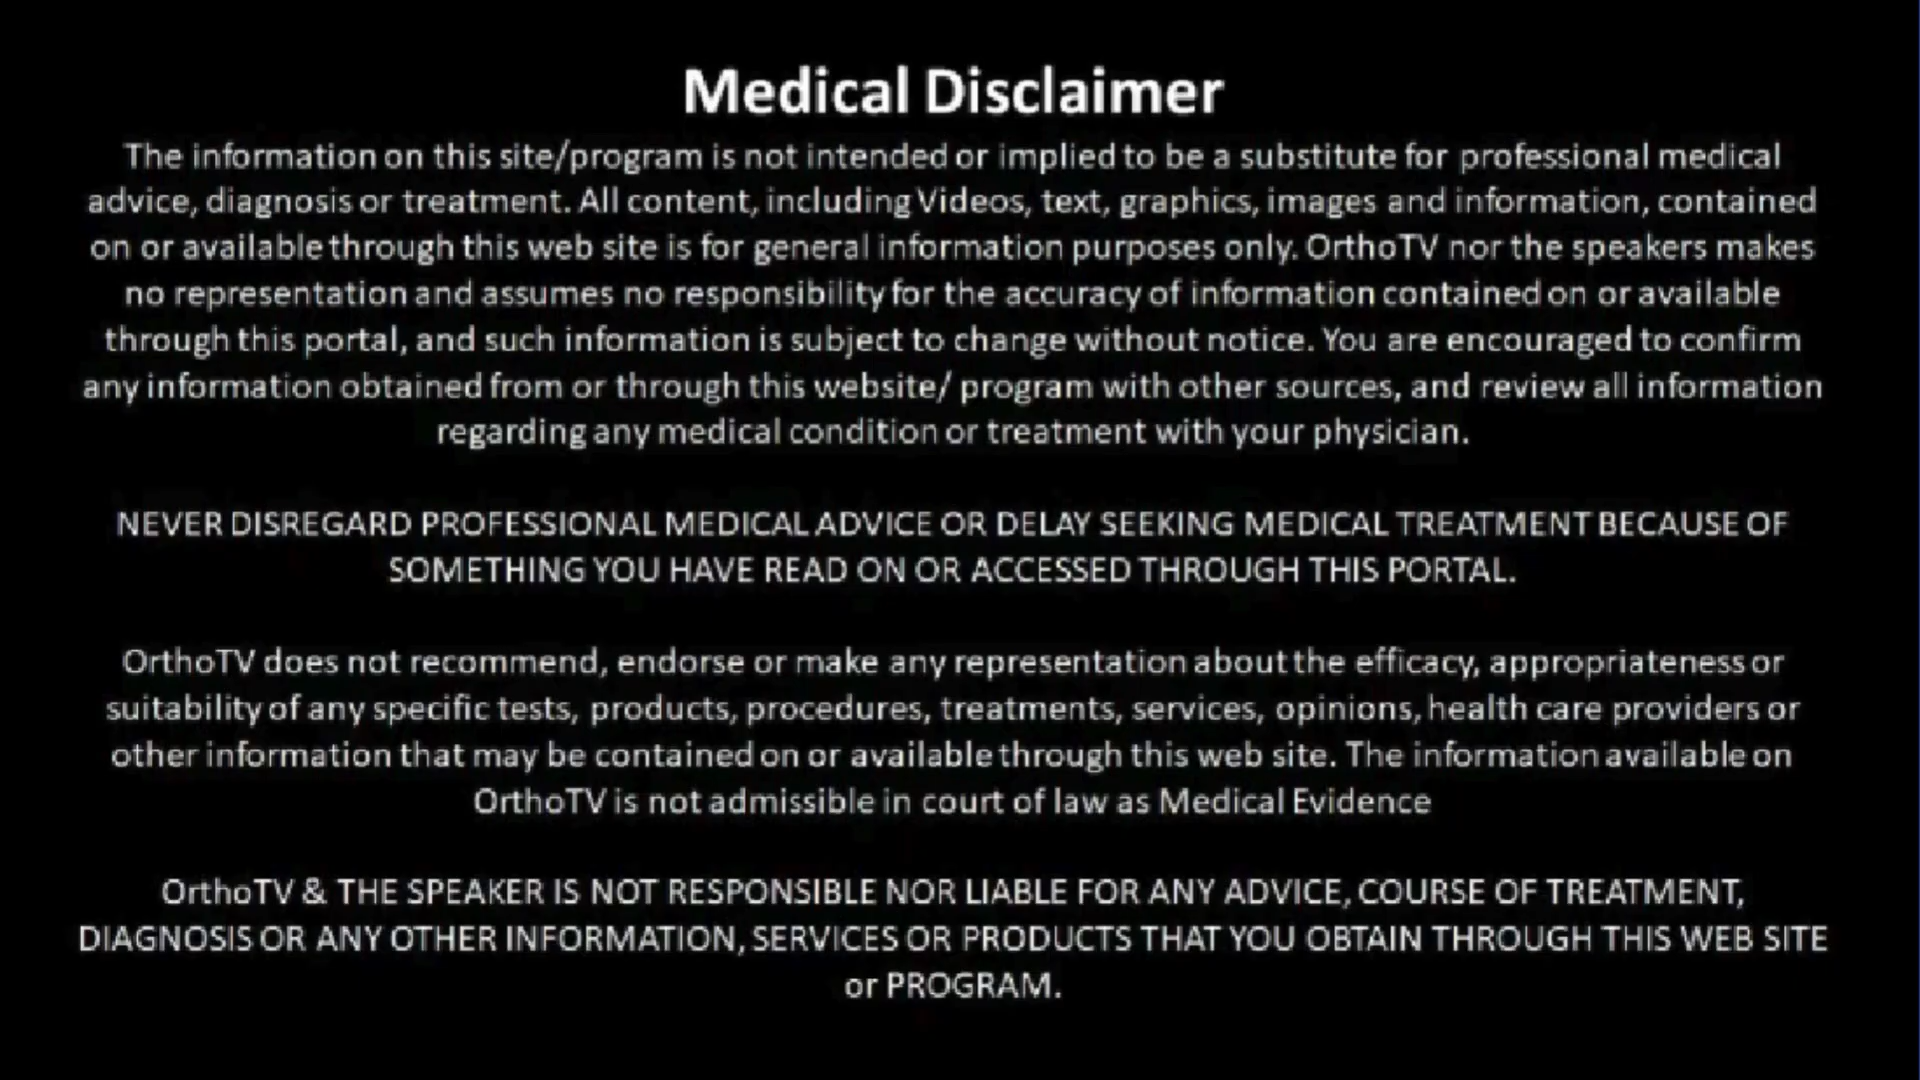 Medical Disclaimer
The information on this site/program is not intended or implied to be a substitute for professional medical
advice, diagnosis or treatment. All content, including Videos, text, graphics, images and information, contained
on or available through this web site is for general information purposes only. OrthoTV nor the speakers makes
no representation and assumes no responsibility for the accuracy of information contained on or available
through this portal, and such information is subject to change without notice. You are encouraged to confirm
any information obtained from or through this website/ program with other sources, and review all information
regarding any medical condition or treatment with your physician.
NEVER DISREGARD PROFESSIONAL MEDICAL ADVICE OR DELAY SEEKING MEDICAL TREATMENT BECAUSE OF
SOMETHING YOU HAVE READ ON OR ACCESSED THROUGH THIS PORTAL.
OrthoTV does not recommend, endorse or make any representation about the efficacy, appropriateness or
suitability of any specific tests, products, procedures, treatments, services, opinions, health care providers or
other information that may be contained on or available through this web site. The information available on
OrthoTV is not admissible in court of law as Medical Evidence
OrthoTV & THE SPEAKER IS NOT RESPONSIBLE NOR LIABLE FOR ANY ADVICE, COURSE OF TREATMENT,
DIAGNOSIS OR ANY OTHER INFORMATION, SERVICES OR PRODUCTS THAT YOU OBTAIN THROUGH THIS WEB SITE
or PROGRAM.